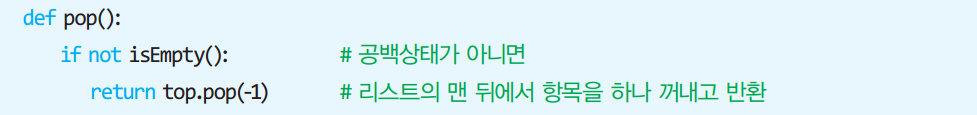 def pop():
if not isEmpty(): # 공백상태가 아니면
return top.pop(-1) # 리스트의 맨 뒤에서 항목을 하나 꺼내고 반환